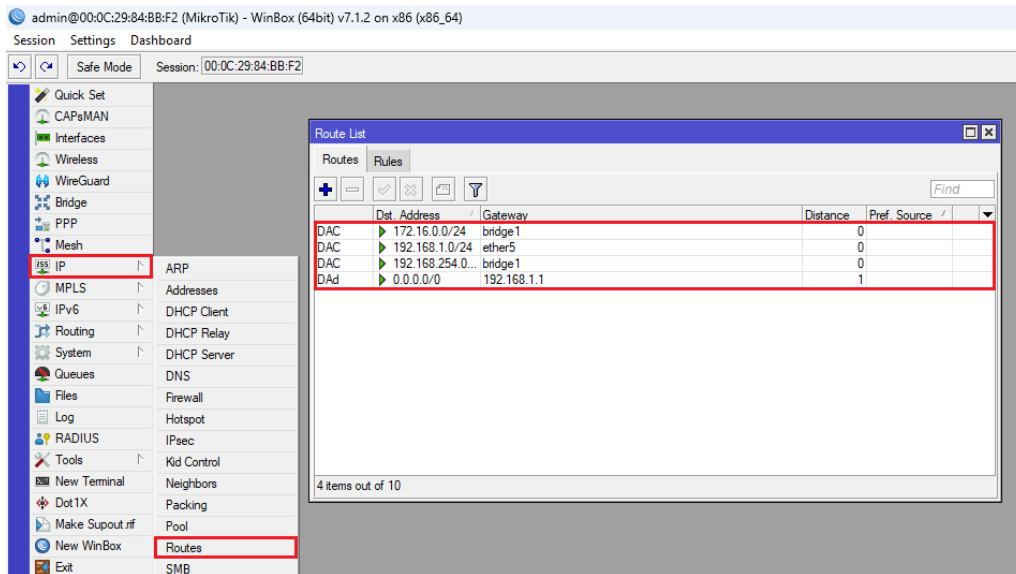 admin@00:0C:29:84:BB:F2 (MikroTik) - WinBox (64bit) v7.1.2 on x86 (x86_64)
Session Settings Dashboard
Safe Mode Session: 00:0C:29:84:BB:F2
Quick Set
CAPsMAN
Interfaces
Wireless
WireGuard
Bridge
PPP
Mesh
IP
MPLS
IPv6
Routing
System
Queues
Files
Log
RADIUS
Tools
New Terminal
Dot1X
Make Supout.rif
New WinBox
Exit
ARP
Addresses
DHCP Client
DHCP Relay
DHCP Server
DNS
Firewall
Hotspot
IPsec
Kid Control
Neighbors
Packing
Pool
Routes
SMB
Route List
Routes Rules
Find
Dst. Address Gateway Distance Pref. Source
DAC 172.16.0.0/24 bridge1 0
DAC 192.168.1.0/24 ether5 0
DAC 192.168.254.0... bridge1 0
DAd 0.0.0.0/0 192.168.1.1 1
4 items out of 10